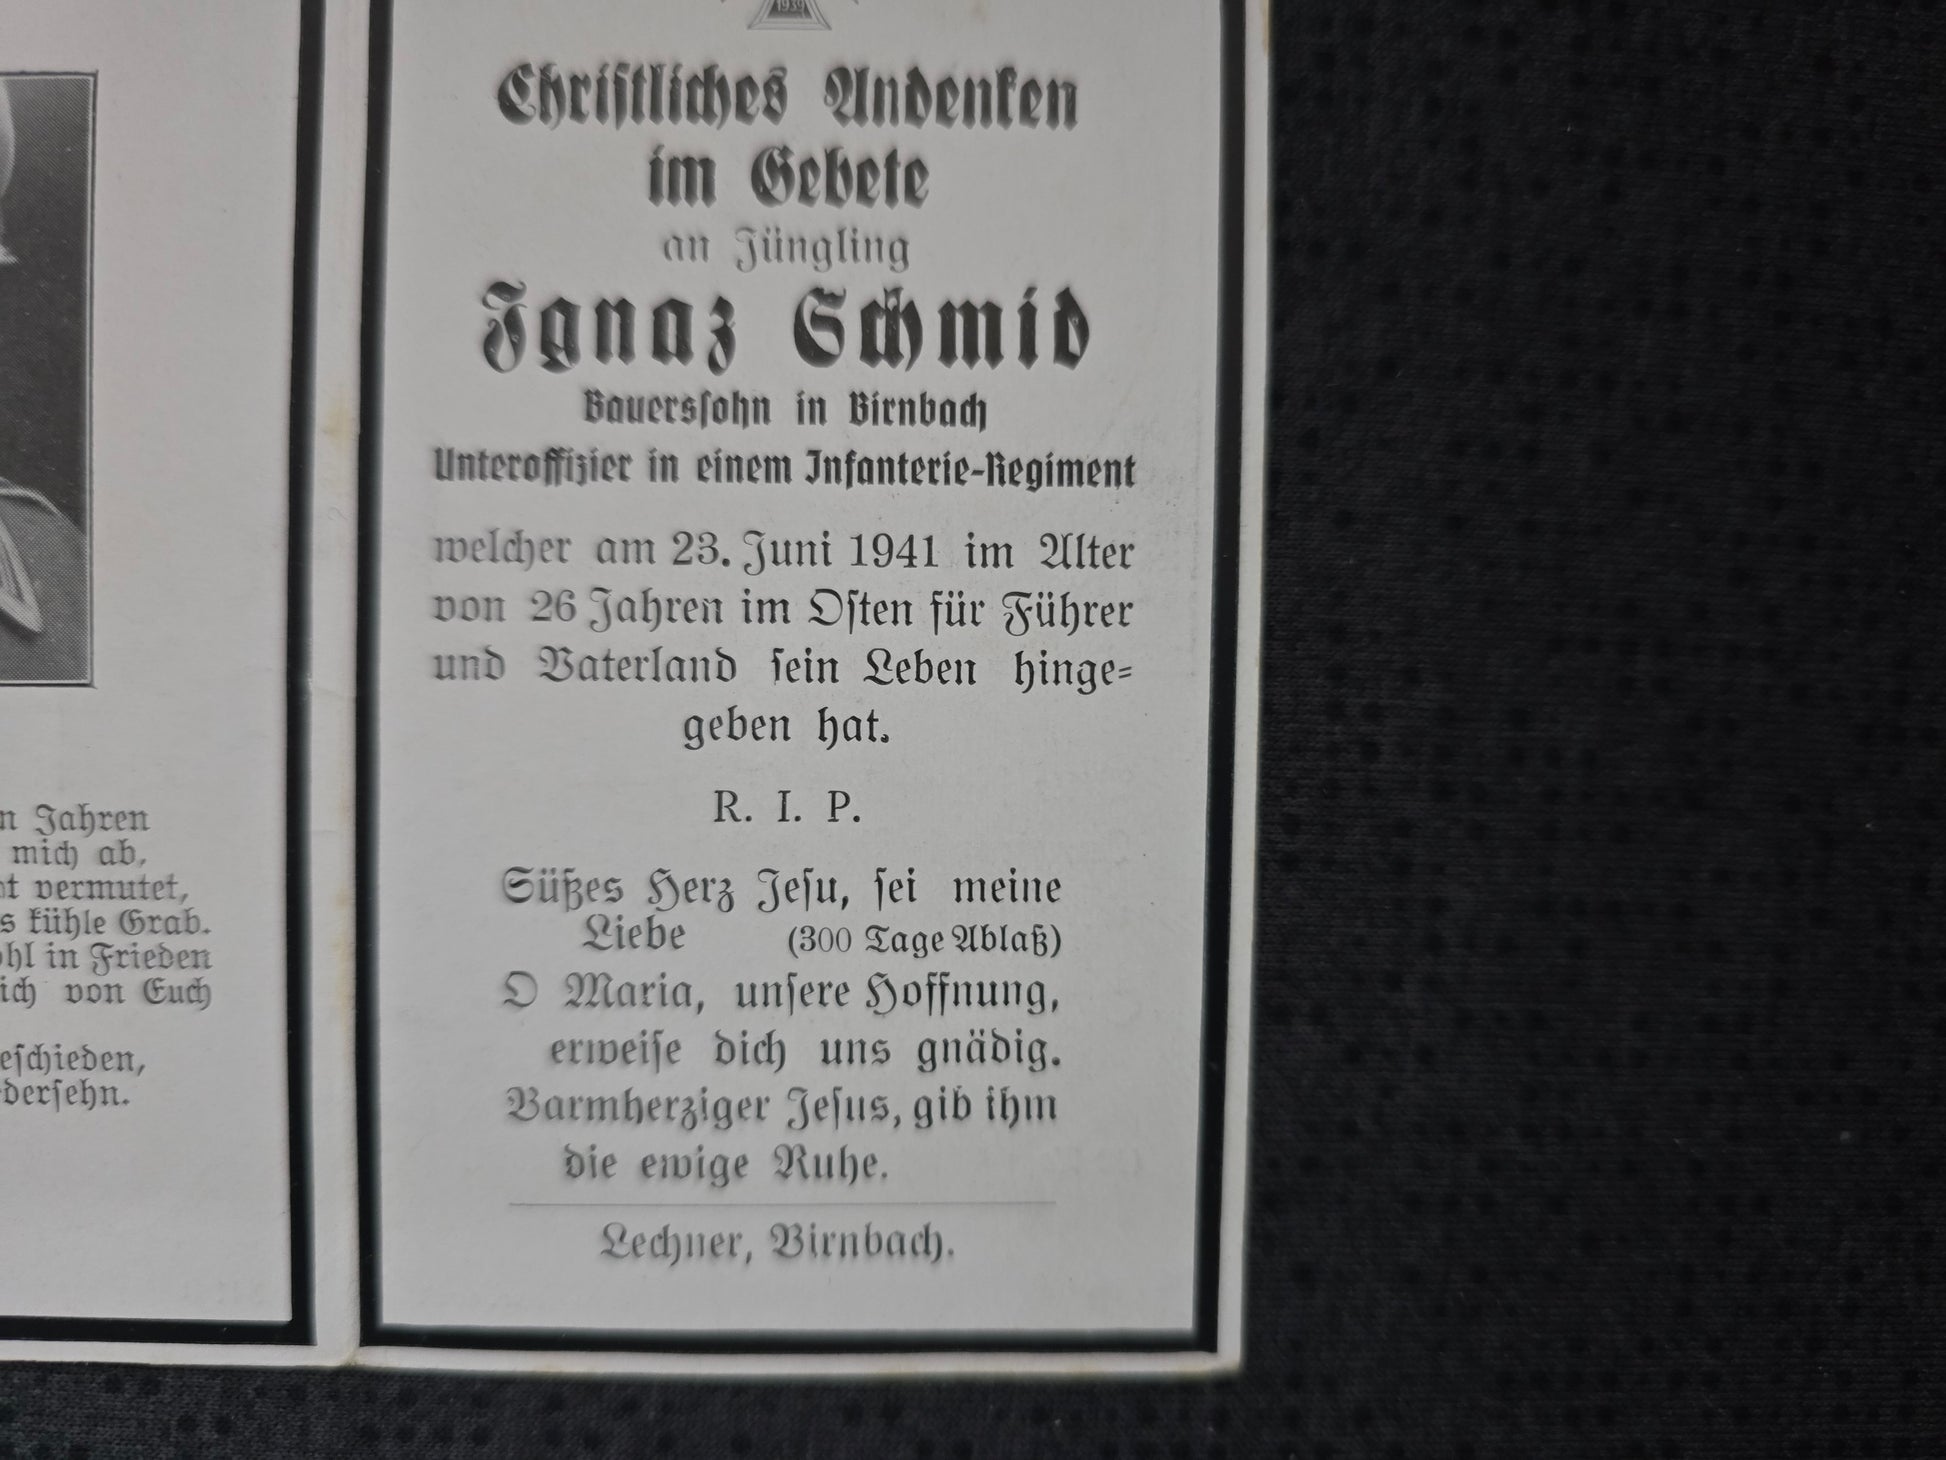 n Jahren
mich ab,
t vermutet,
s kühle Grab.
hl in Frieden
ich von Euch
eschieden,
dersehn.
1939
Christliches Andenken
im Gebete
an Jüngling
Ignaz Schmid
Bauerssohn in Birnbach
Unteroffizier in einem Infanterie-Regiment
welcher am 23. Juni 1941 im Alter
von 26 Jahren im Osten für Führer
und Vaterland sein Leben hinge=
geben hat.
R. I. P.
Süßes Herz Jesu, sei meine
Liebe (300 Tage Ablaß)
O Maria, unsere Hoffnung,
erweise dich uns gnädig.
Barmherziger Jesus, gib ihm
die ewige Ruhe.
Lechner, Birnbach.